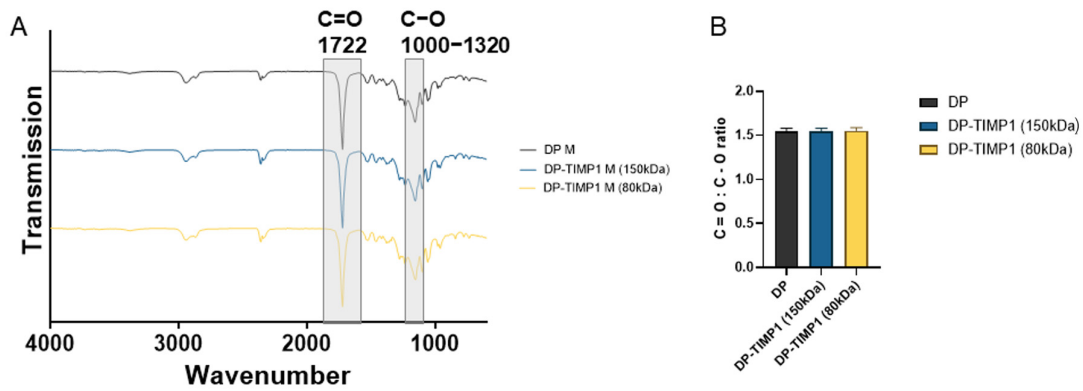 A
C=O
1722
C−O
1000−1320
Transmission
DP M
DP-TIMP1 M (150kDa)
DP-TIMP1 M (80kDa)
4000
3000
2000
1000
Wavenumber
B
C = O : C - O ratio
2.0
1.5
1.0
0.5
0.0
DP
DP-TIMP1 (150kDa)
DP-TIMP1 (80kDa)
DP
DP-TIMP1 (150kDa)
DP-TIMP1 (80kDa)